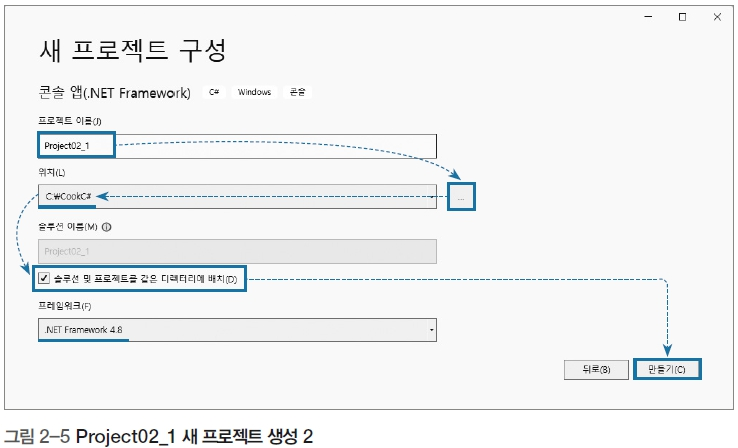 새 프로젝트 구성
콘솔 앱(.NET Framework) C# Windows 콘솔
프로젝트 이름(J)
Project02_1
위치(L)
C:\CookC#
...
솔루션 이름(M)
Project02_1
솔루션 및 프로젝트를 같은 디렉터리에 배치(D)
프레임워크(F)
.NET Framework 4.8
뒤로(B) 만들기(C)
그림 2-5 Project02_1 새 프로젝트 생성 2